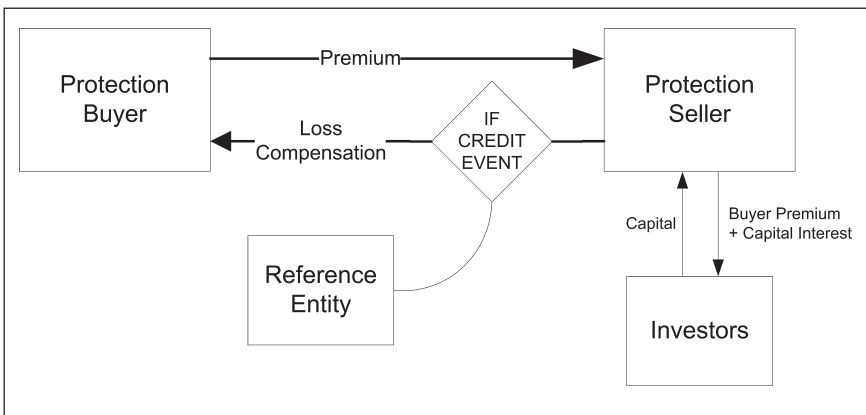 Protection
Buyer
Premium
Protection
Seller
Loss
Compensation
IF
CREDIT
EVENT
Reference
Entity
Capital
Buyer Premium
+ Capital Interest
Investors